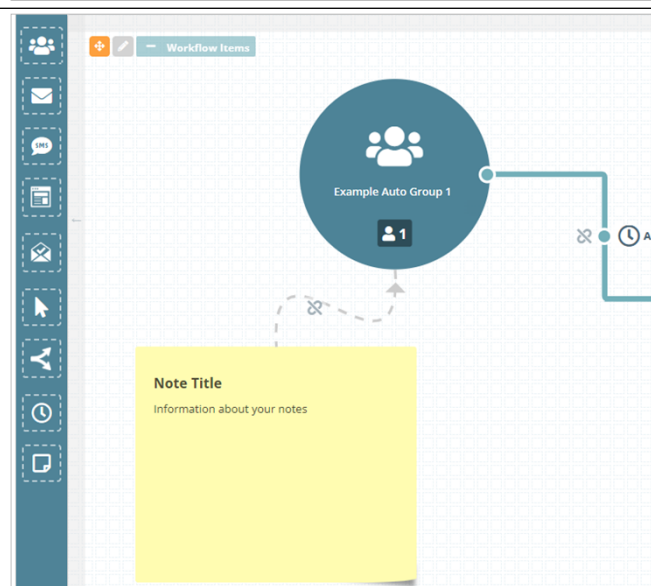 Workflow Items
SMS
Example Auto Group 1
1
A
Note Title
Information about your notes